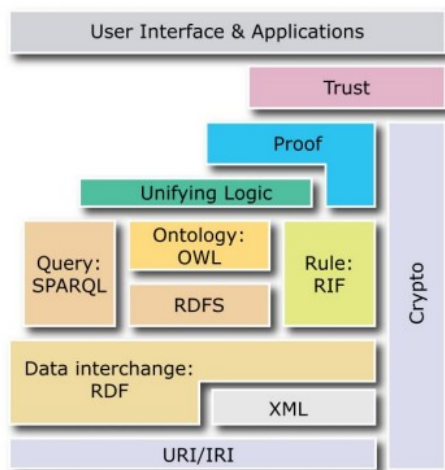 User Interface & Applications
Trust
Proof
Unifying Logic
Ontology:
OWL
Query:
SPARQL
Rule:
RIF
RDFS
Crypto
Data interchange:
RDF
XML
URI/IRI